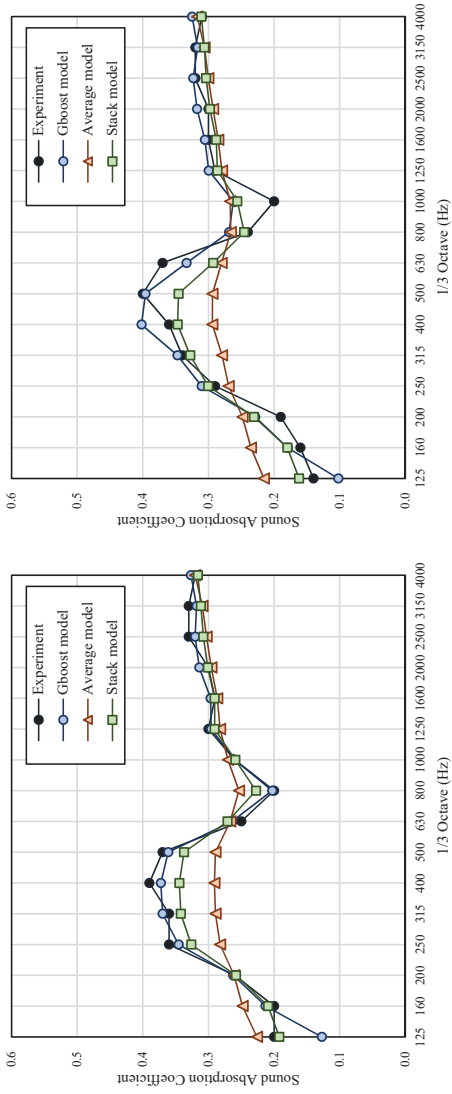 Sound Absorption Coefficient
0.6
0.5
0.4
0.3
0.2
0.1
0.0
Experiment
Gboost model
Average model
Stack model
125 160 200 250 315 400 500 630 800 1000 1250 1600 2000 2500 3150 4000
1/3 Octave (Hz)
Sound Absorption Coefficient
0.6
0.5
0.4
0.3
0.2
0.1
0.0
Experiment
Gboost model
Average model
Stack model
125 160 200 250 315 400 500 630 800 1000 1250 1600 2000 2500 3150 4000
1/3 Octave (Hz)